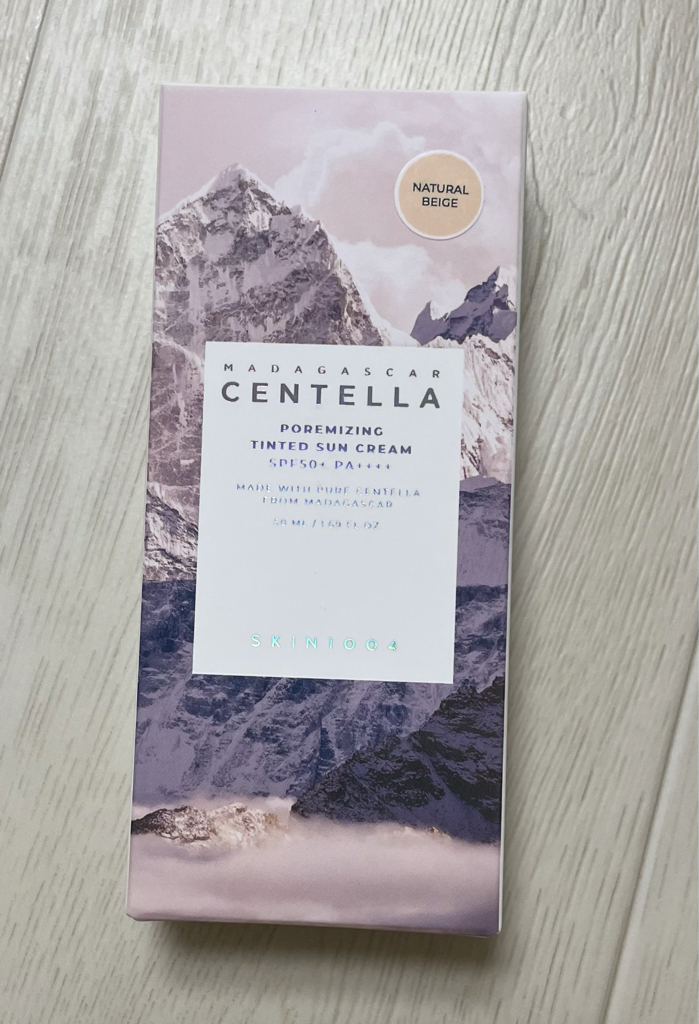 NATURAL
BEIGE
MADAGASCAR
CENTELLA
POREMIZING
TINTED SUN CREAM
SPF50+ PA++++
MADE WITH PURE CENTELLA
FROM MADAGASCAR
50 ML / 1.69 FL.OZ
SKIN1004